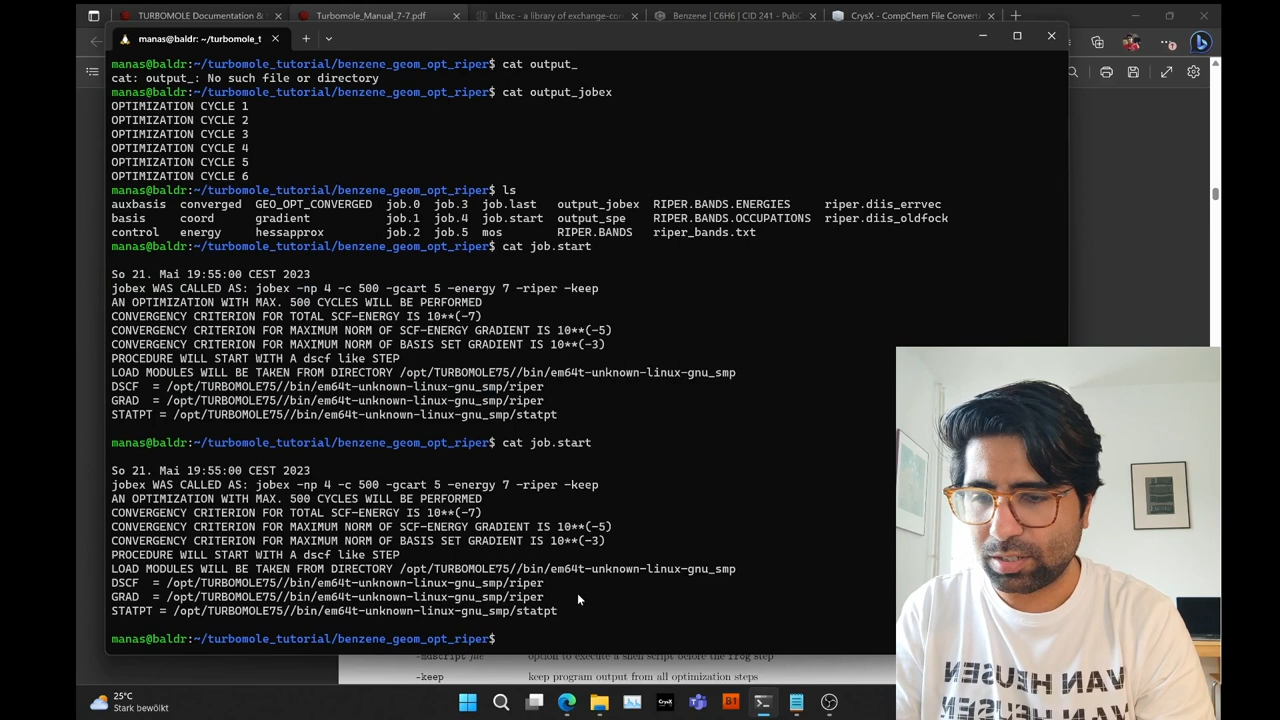 TURBOMOLE Documentation &
Turbomole_Manual_7-7.pdf
Libxc - a library of exchange-cor
Benzene | C6H6 | CID 241 - PubC
CrysX - CompChem File Converte
manas@baldr: ~/turbomole_t
manas@baldr:~/turbomole_tutorial/benzene_geom_opt_riper$ cat output_
cat: output_: No such file or directory
manas@baldr:~/turbomole_tutorial/benzene_geom_opt_riper$ cat output_jobex
OPTIMIZATION CYCLE 1
OPTIMIZATION CYCLE 2
OPTIMIZATION CYCLE 3
OPTIMIZATION CYCLE 4
OPTIMIZATION CYCLE 5
OPTIMIZATION CYCLE 6
manas@baldr:~/turbomole_tutorial/benzene_geom_opt_riper$ ls
auxbasis converged GEO_OPT_CONVERGED job.0 job.3 job.last output_jobex RIPER.BANDS.ENERGIES riper.diis_errvec
basis coord gradient job.1 job.4 job.start output_spe RIPER.BANDS.OCCUPATIONS riper.diis_oldfock
control energy hessapprox job.2 job.5 mos RIPER.BANDS riper_bands.txt
manas@baldr:~/turbomole_tutorial/benzene_geom_opt_riper$ cat job.start
So 21. Mai 19:55:00 CEST 2023
jobex WAS CALLED AS: jobex -np 4 -c 500 -gcart 5 -energy 7 -riper -keep
AN OPTIMIZATION WITH MAX. 500 CYCLES WILL BE PERFORMED
CONVERGENCY CRITERION FOR TOTAL SCF-ENERGY IS 10**(-7)
CONVERGENCY CRITERION FOR MAXIMUM NORM OF SCF-ENERGY GRADIENT IS 10**(-5)
CONVERGENCY CRITERION FOR MAXIMUM NORM OF BASIS SET GRADIENT IS 10**(-3)
PROCEDURE WILL START WITH A dscf like STEP
LOAD MODULES WILL BE TAKEN FROM DIRECTORY /opt/TURBOMOLE75//bin/em64t-unknown-linux-gnu_smp
DSCF = /opt/TURBOMOLE75//bin/em64t-unknown-linux-gnu_smp/riper
GRAD = /opt/TURBOMOLE75//bin/em64t-unknown-linux-gnu_smp/riper
STATPT = /opt/TURBOMOLE75//bin/em64t-unknown-linux-gnu_smp/statpt
manas@baldr:~/turbomole_tutorial/benzene_geom_opt_riper$ cat job.start
So 21. Mai 19:55:00 CEST 2023
jobex WAS CALLED AS: jobex -np 4 -c 500 -gcart 5 -energy 7 -riper -keep
AN OPTIMIZATION WITH MAX. 500 CYCLES WILL BE PERFORMED
CONVERGENCY CRITERION FOR TOTAL SCF-ENERGY IS 10**(-7)
CONVERGENCY CRITERION FOR MAXIMUM NORM OF SCF-ENERGY GRADIENT IS 10**(-5)
CONVERGENCY CRITERION FOR MAXIMUM NORM OF BASIS SET GRADIENT IS 10**(-3)
PROCEDURE WILL START WITH A dscf like STEP
LOAD MODULES WILL BE TAKEN FROM DIRECTORY /opt/TURBOMOLE75//bin/em64t-unknown-linux-gnu_smp
DSCF = /opt/TURBOMOLE75//bin/em64t-unknown-linux-gnu_smp/riper
GRAD = /opt/TURBOMOLE75//bin/em64t-unknown-linux-gnu_smp/riper
STATPT = /opt/TURBOMOLE75//bin/em64t-unknown-linux-gnu_smp/statpt
manas@baldr:~/turbomole_tutorial/benzene_geom_opt_riper$
-mdscript file option to execute a shell script before the frog step
-keep keep program output from all optimization steps
VAN HEUSEN
VAN HEUSEN
25°C
Stark bewölkt
CrysX
B1